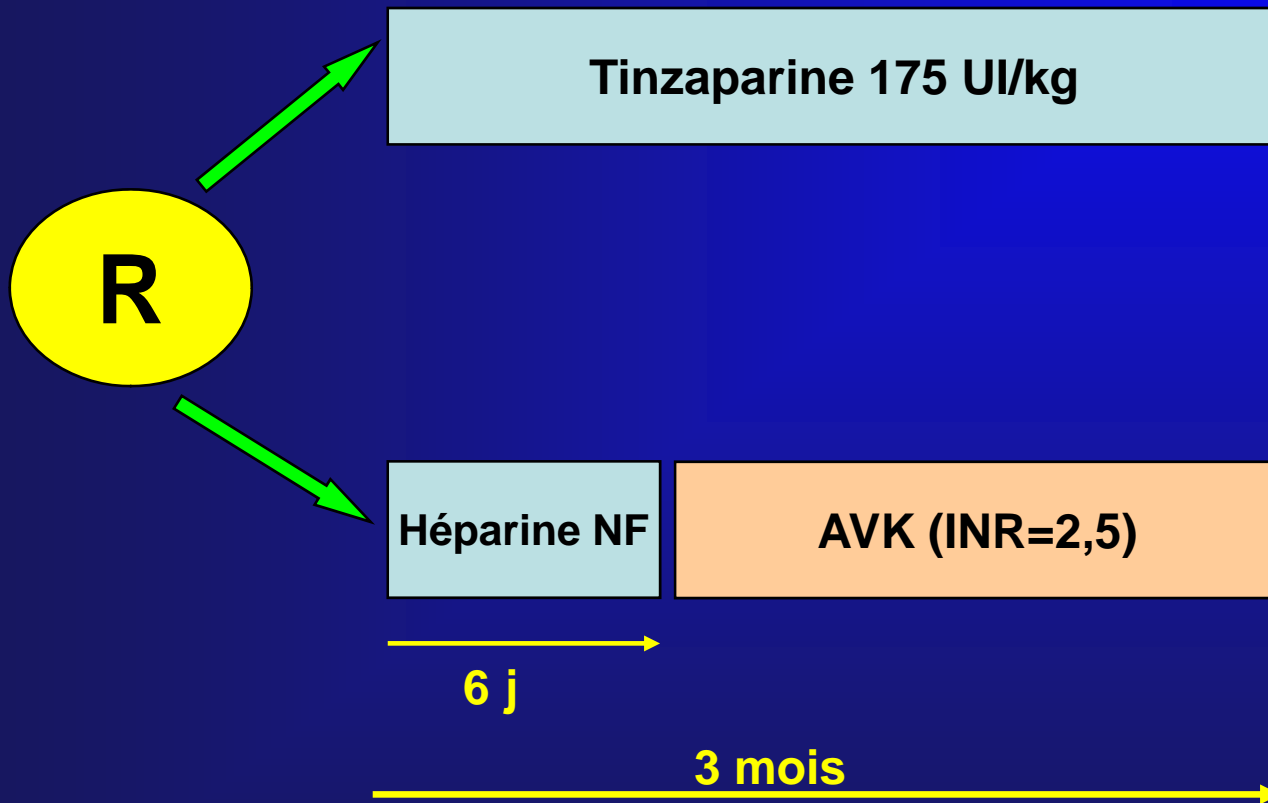 Tinzaparine 175 UI/kg
R
Héparine NF
AVK (INR=2,5)
6 j
3 mois